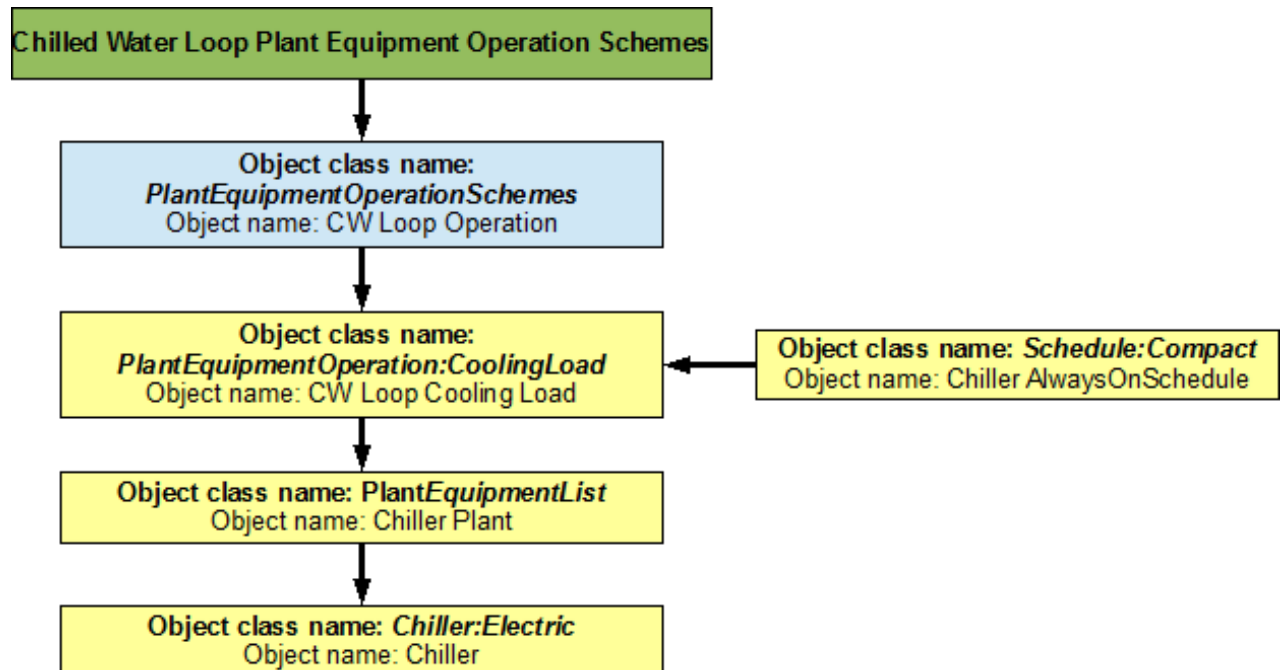 Chilled Water Loop Plant Equipment Operation Schemes
Object class name:
PlantEquipmentOperationSchemes
Object name: CW Loop Operation
Object class name:
PlantEquipmentOperation:CoolingLoad
Object name: CW Loop Cooling Load
Object class name: Schedule:Compact
Object name: Chiller AlwaysOnSchedule
Object class name: PlantEquipmentList
Object name: Chiller Plant
Object class name: Chiller:Electric
Object name: Chiller